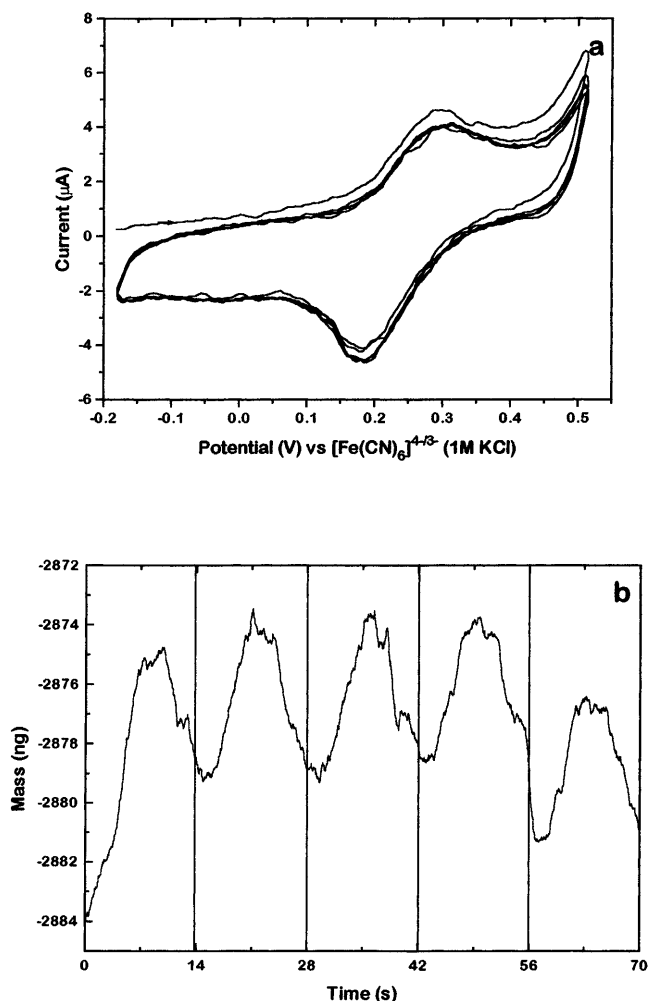 a
8
6
4
2
0
-2
-4
-6
Current (µA)
-0.2 -0.1 0.0 0.1 0.2 0.3 0.4 0.5
Potential (V) vs [Fe(CN)6]4-/3- (1M KCl)
b
-2872
-2874
-2876
-2878
-2880
-2882
-2884
Mass (ng)
0 14 28 42 56 70
Time (s)